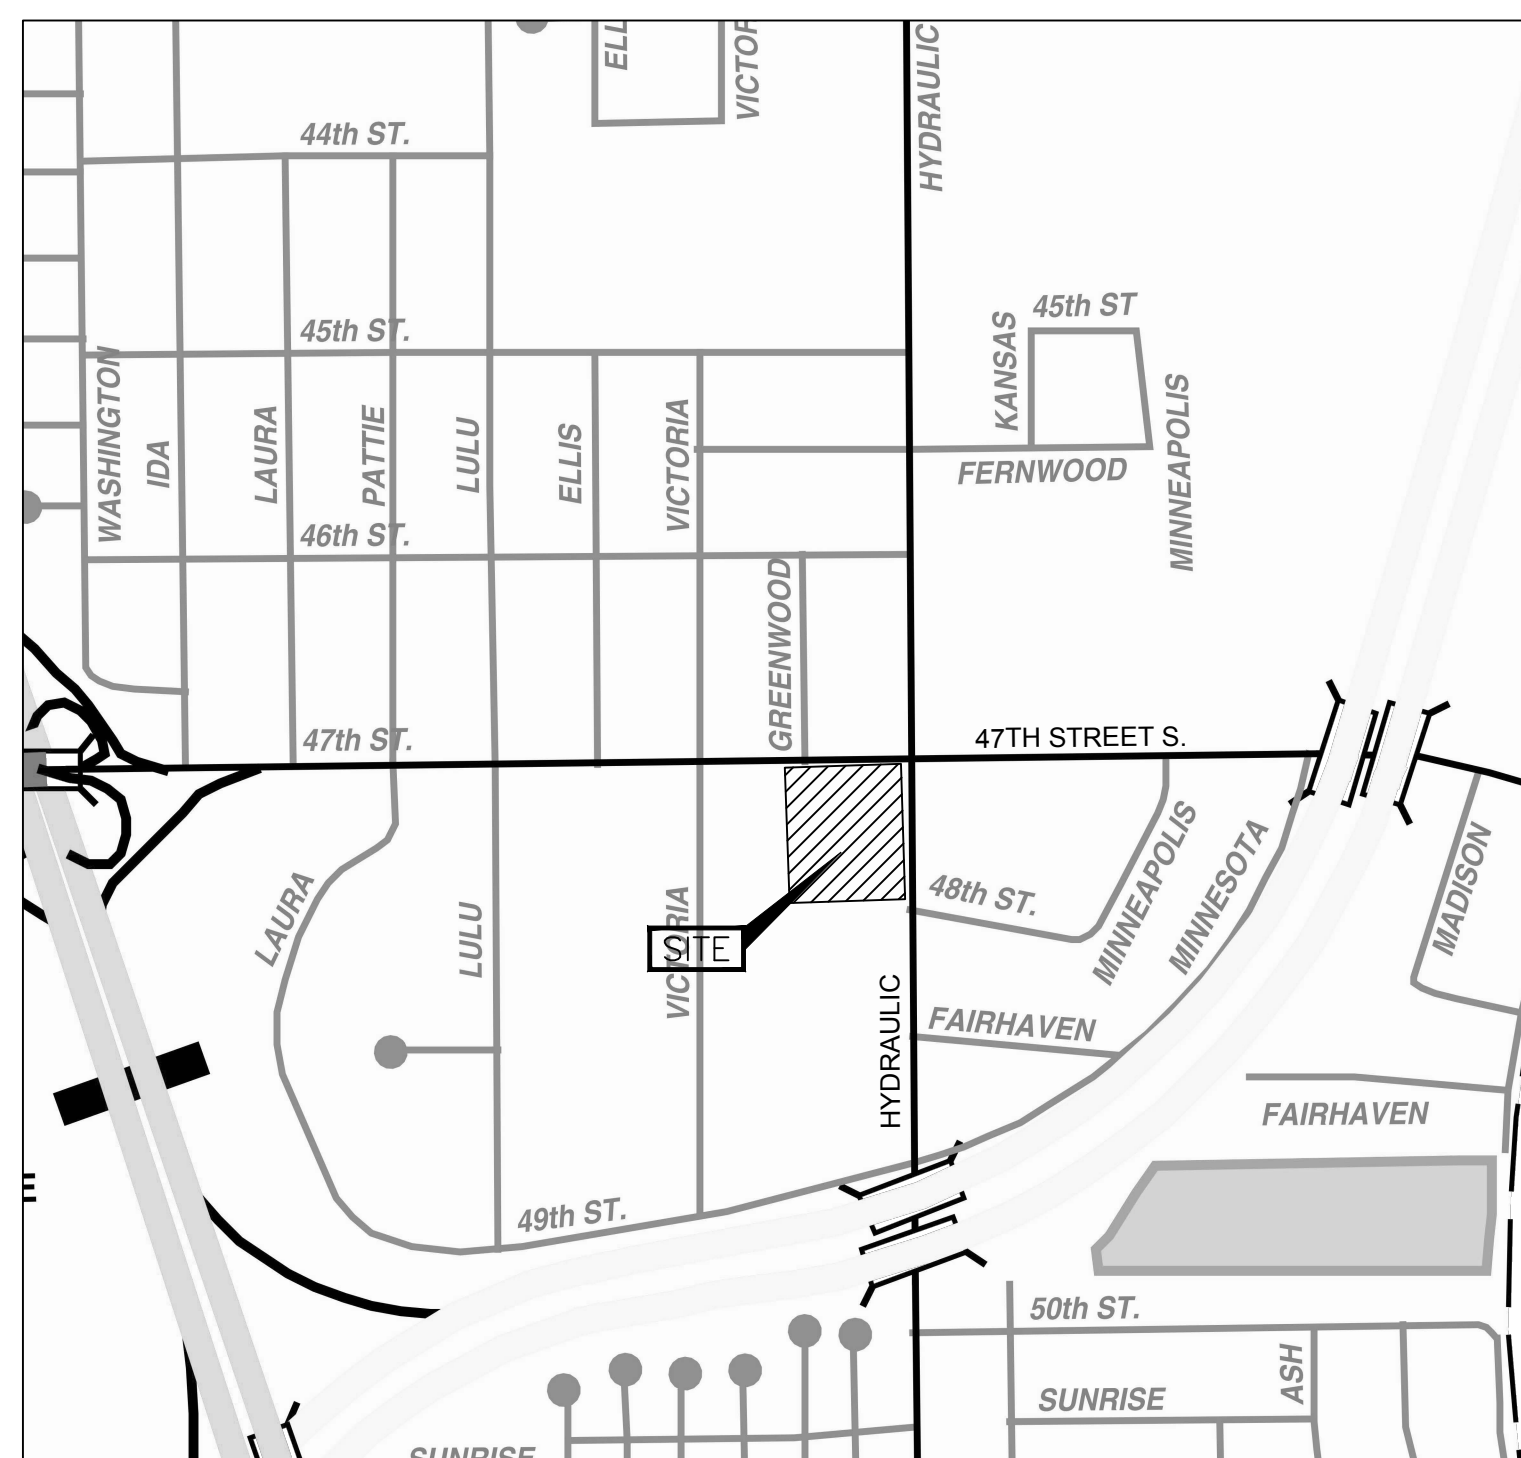 ELL
VICTOR
HYDRAULIC
44th ST.
45th ST
KANSAS
45th ST.
WASHINGTON
IDA
LAURA
PATTIE
LULU
ELLIS
VICTORIA
MINNEAPOLIS
FERNWOOD
46th ST.
GREENWOOD
47th ST.
47TH STREET S.
MINNEAPOLIS
MINNESOTA
MADISON
48th ST.
LAURA
LULU
VICTORIA
SITE
HYDRAULIC
FAIRHAVEN
FAIRHAVEN
E
49th ST.
50th ST.
ASH
SUNRISE
SUNRISE